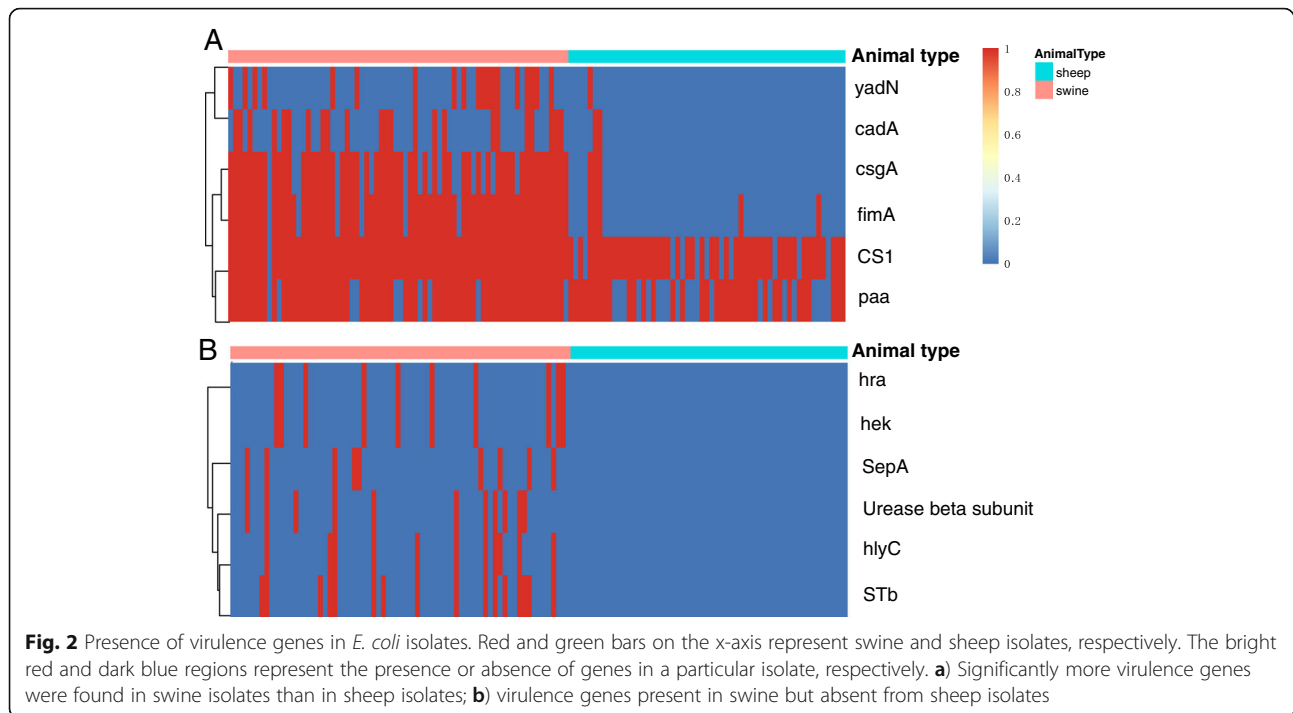 A
Animal type
yadN
cadA
csgA
fimA
CS1
paa
1
0.8
0.6
0.4
0.2
0
AnimalType
sheep
swine
B
Animal type
hra
hek
SepA
Urease beta subunit
hlyC
STb
Fig. 2 Presence of virulence genes in E. coli isolates. Red and green bars on the x-axis represent swine and sheep isolates, respectively. The bright
red and dark blue regions represent the presence or absence of genes in a particular isolate, respectively. a) Significantly more virulence genes
were found in swine isolates than in sheep isolates; b) virulence genes present in swine but absent from sheep isolates